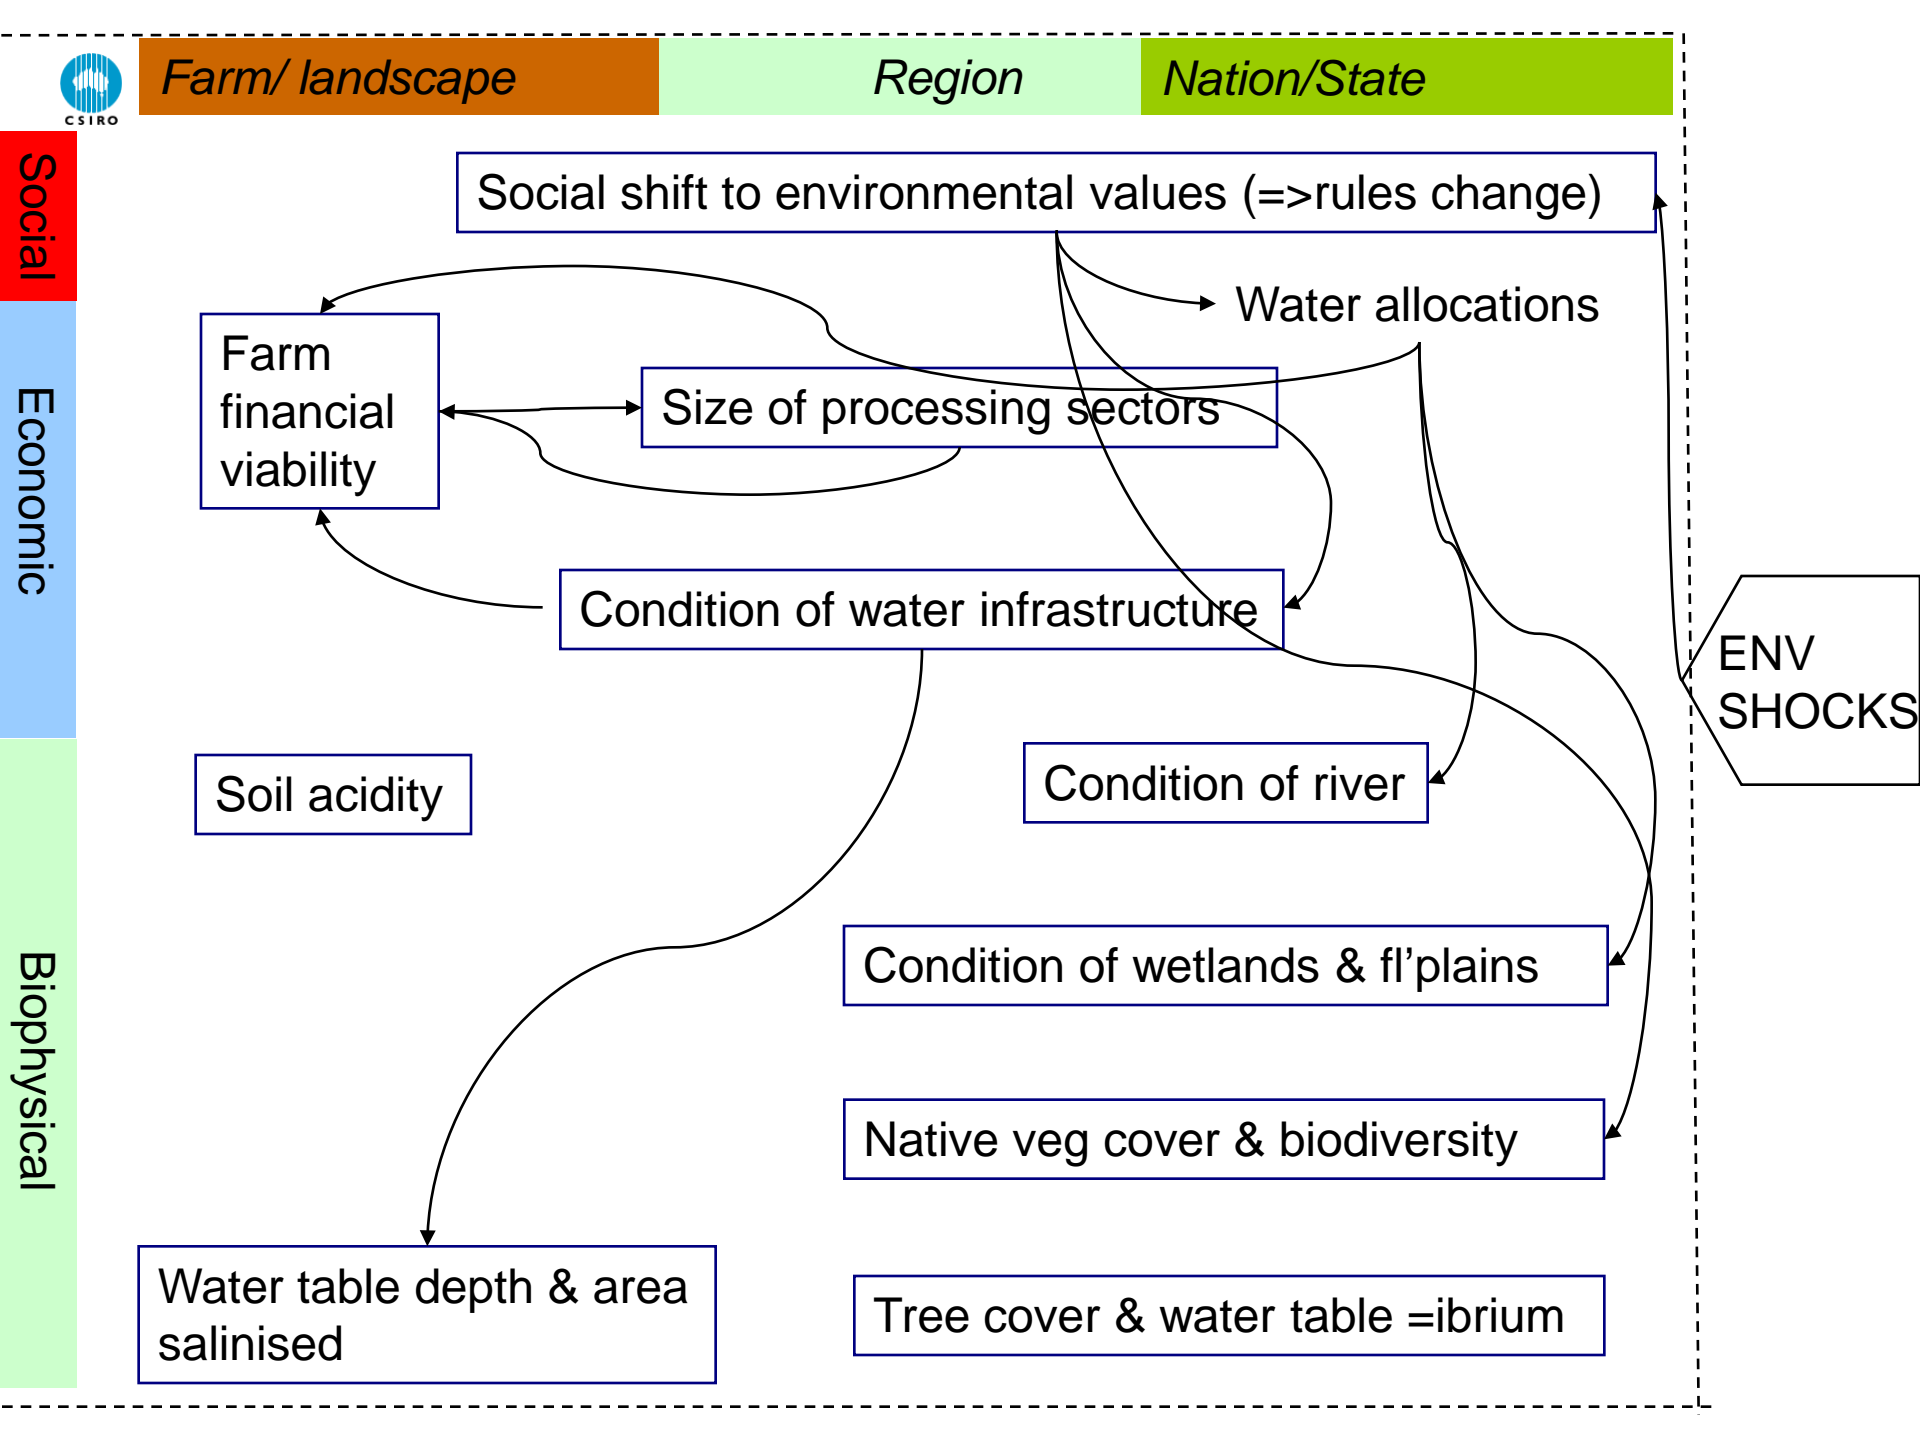 Farm/ landscape
Region
Nation/State
CSIRO
Social
Social shift to environmental values (=>rules change)
Water allocations
Economic
Farm
financial
viability
Size of processing sectors
Condition of water infrastructure
ENV
SHOCKS
Biophysical
Soil acidity
Condition of river
Condition of wetlands & fl'plains
Native veg cover & biodiversity
Water table depth & area
salinised
Tree cover & water table =ibrium